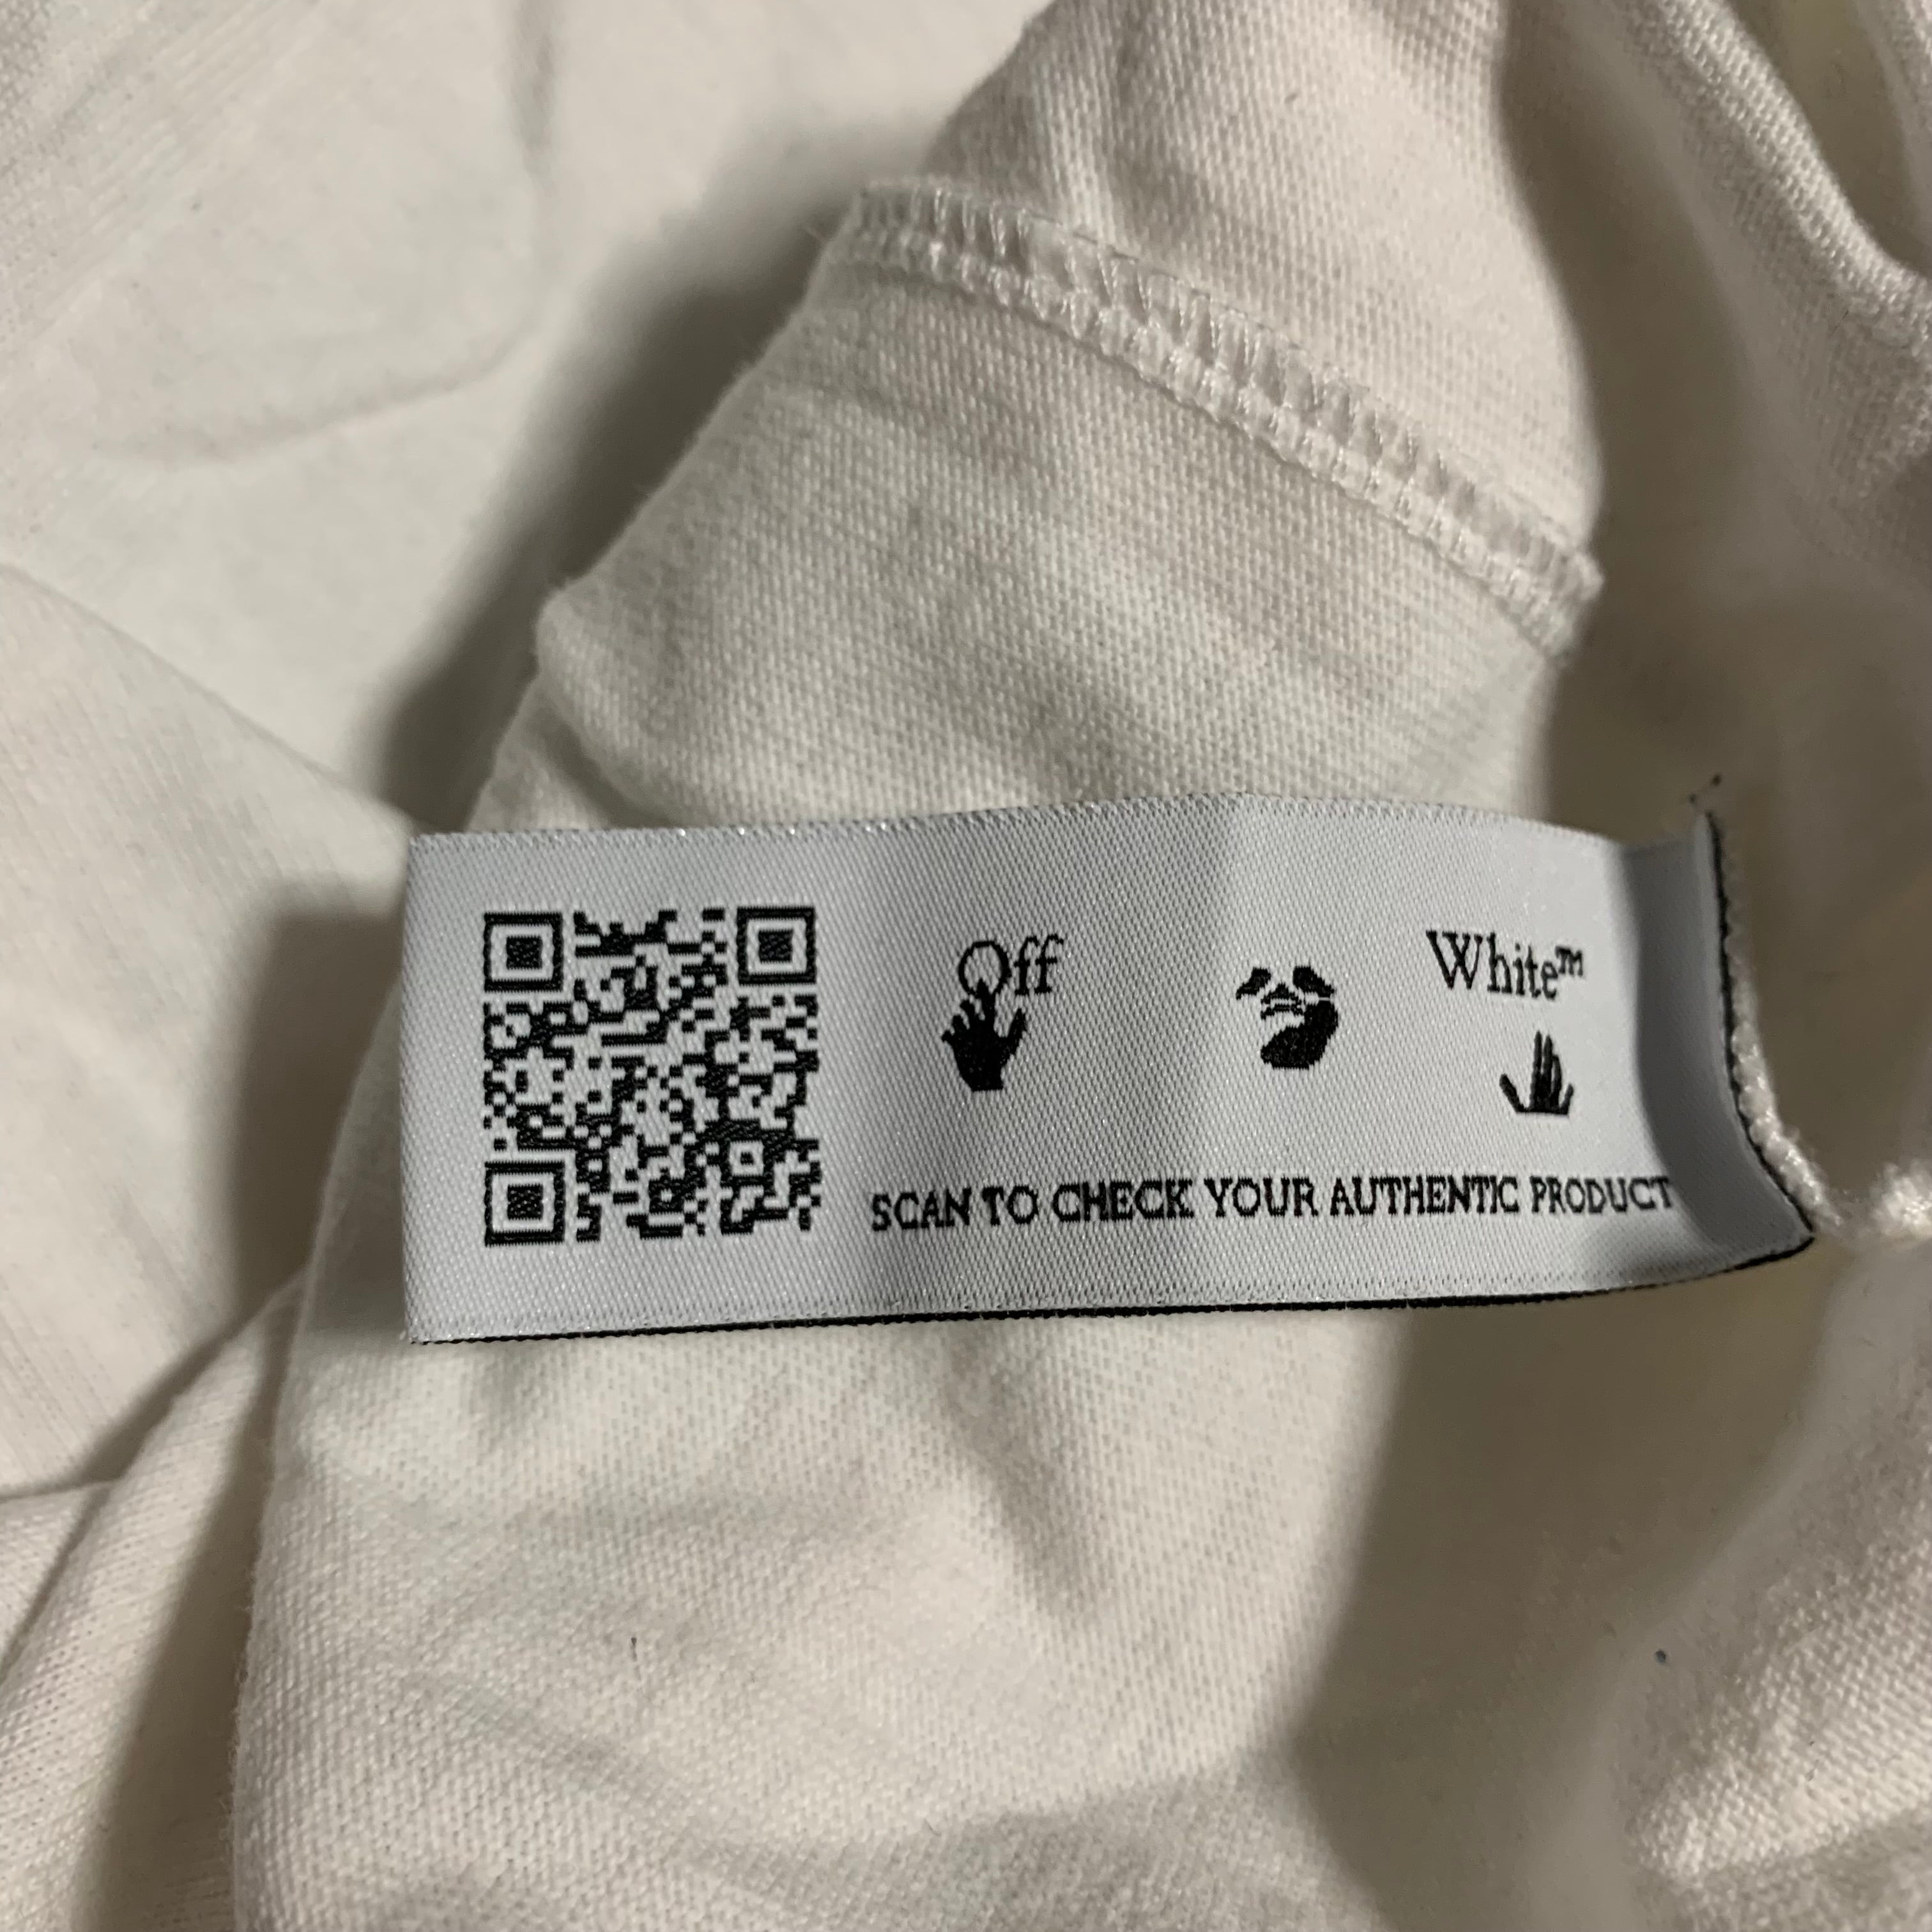 Off White™
SCAN TO CHECK YOUR AUTHENTIC PRODUCT